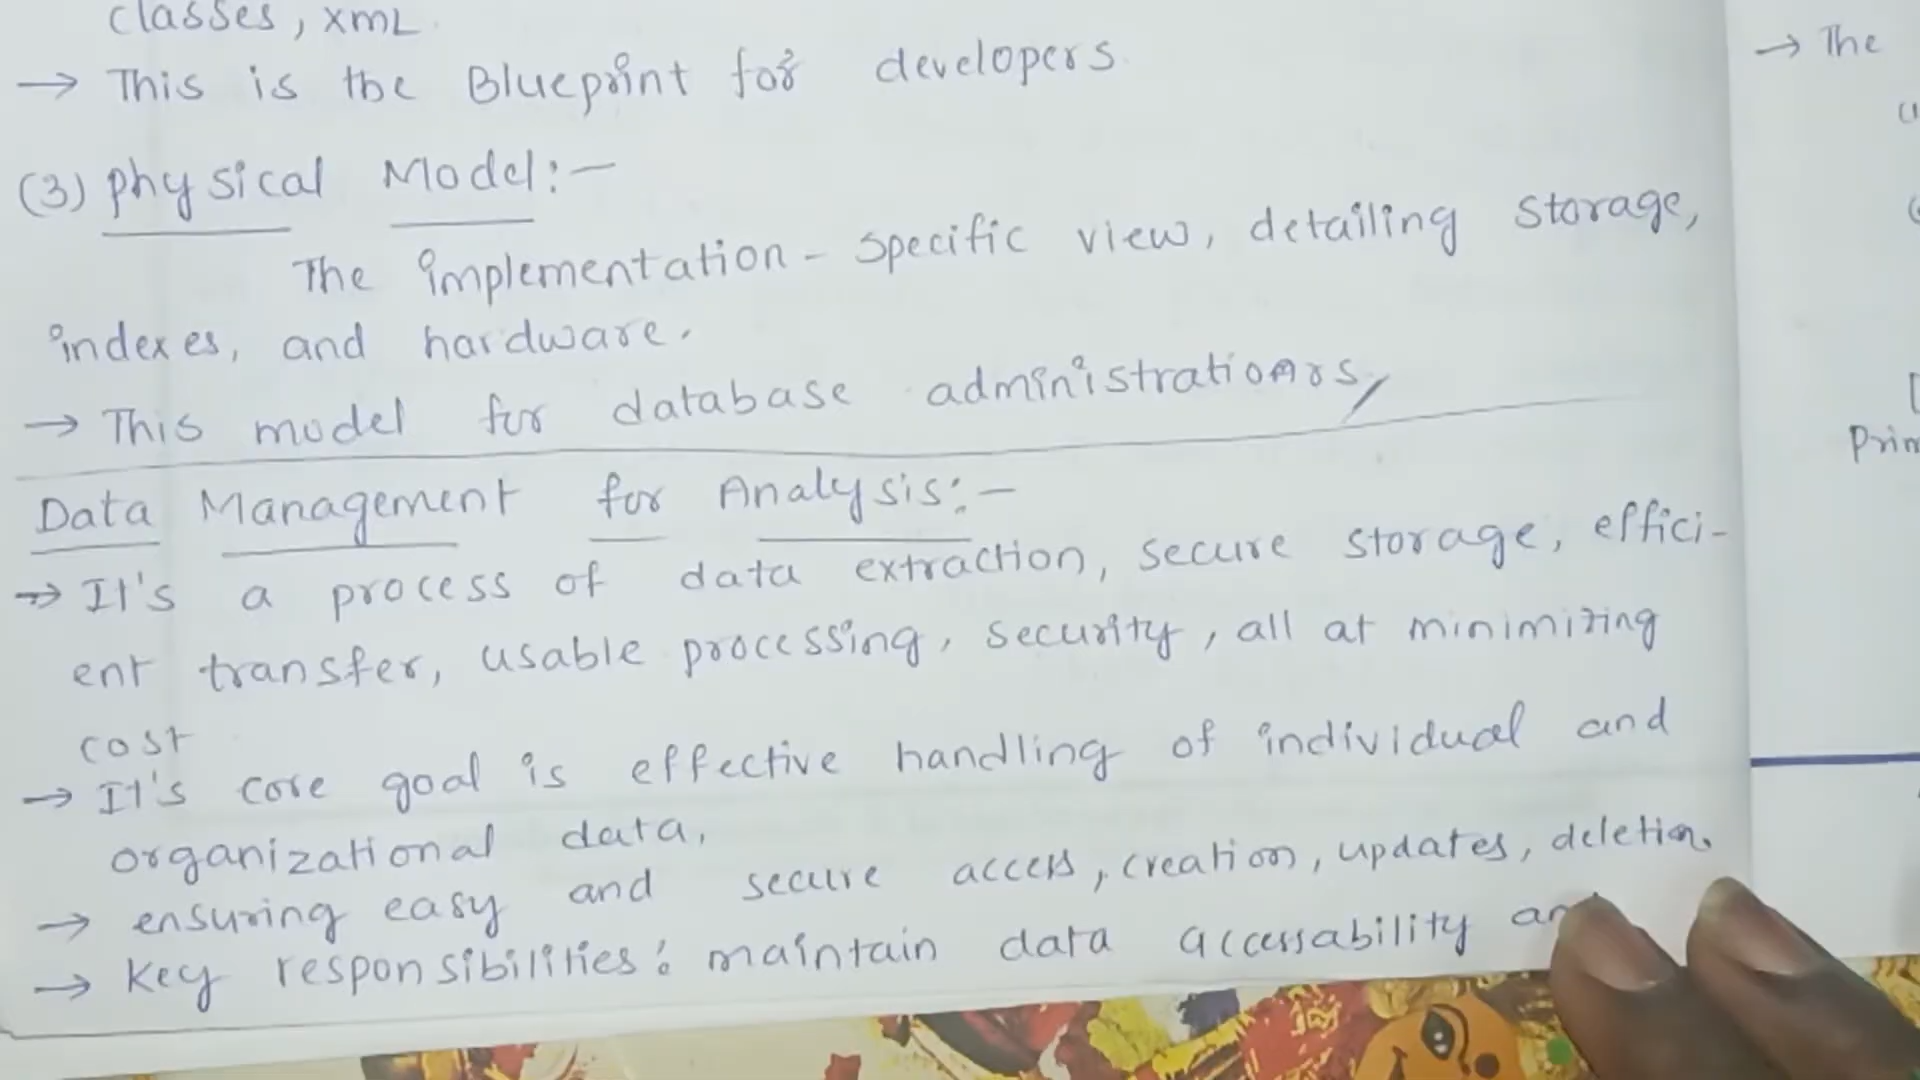 classes, XML
→ This is the Blueprint for developers.
(3) Physical Model:-
The implementation - specific view, detailing storage,
indexes, and hardware.
→ This model for database
Data Management for Analysis:-
→ It's a process of data extraction, secure storage, effici-
ent transfer, usable processing, security, all at minimizing
cost
→ It's core goal is effective handling of individual and
organizational data,
→ ensuring easy and secure access, creation, updates, deletion.
→ Key responsibilities: maintain data accessability
→ The